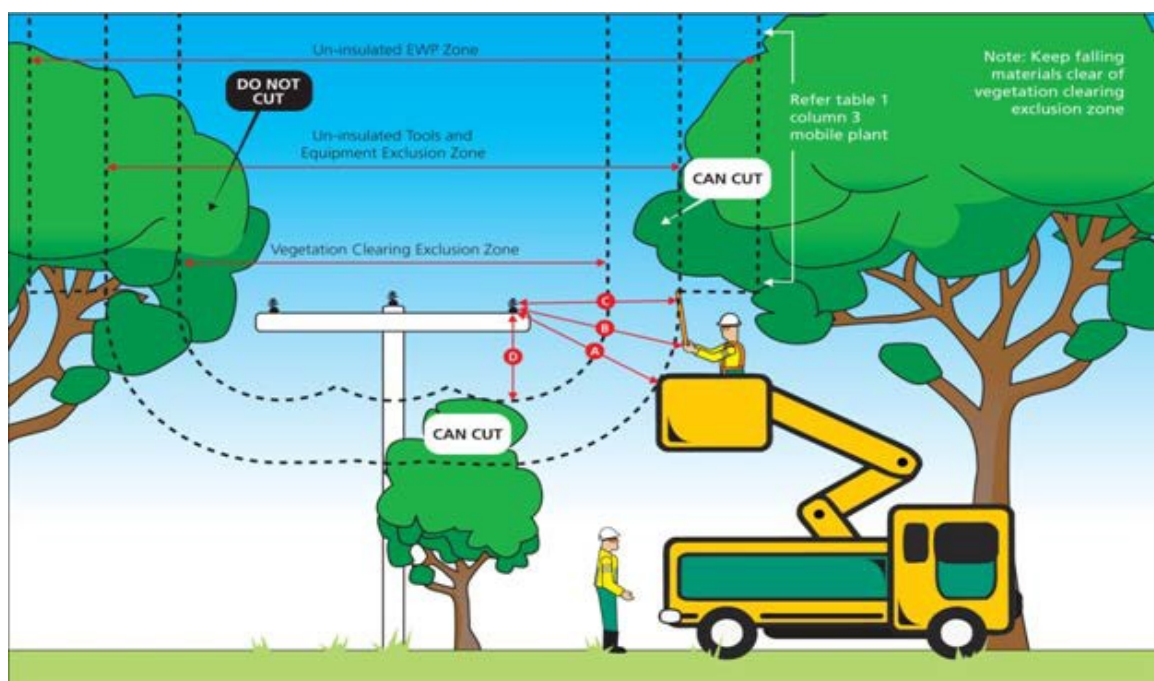 Un-insulated EWP Zone
DO NOT
CUT
Note: Keep falling
materials clear of
vegetation clearing
exclusion zone
Refer table 1
column 3
mobile plant
Un-insulated Tools and
Equipment Exclusion Zone
CAN CUT
Vegetation Clearing Exclusion Zone
C
B
A
D
CAN CUT